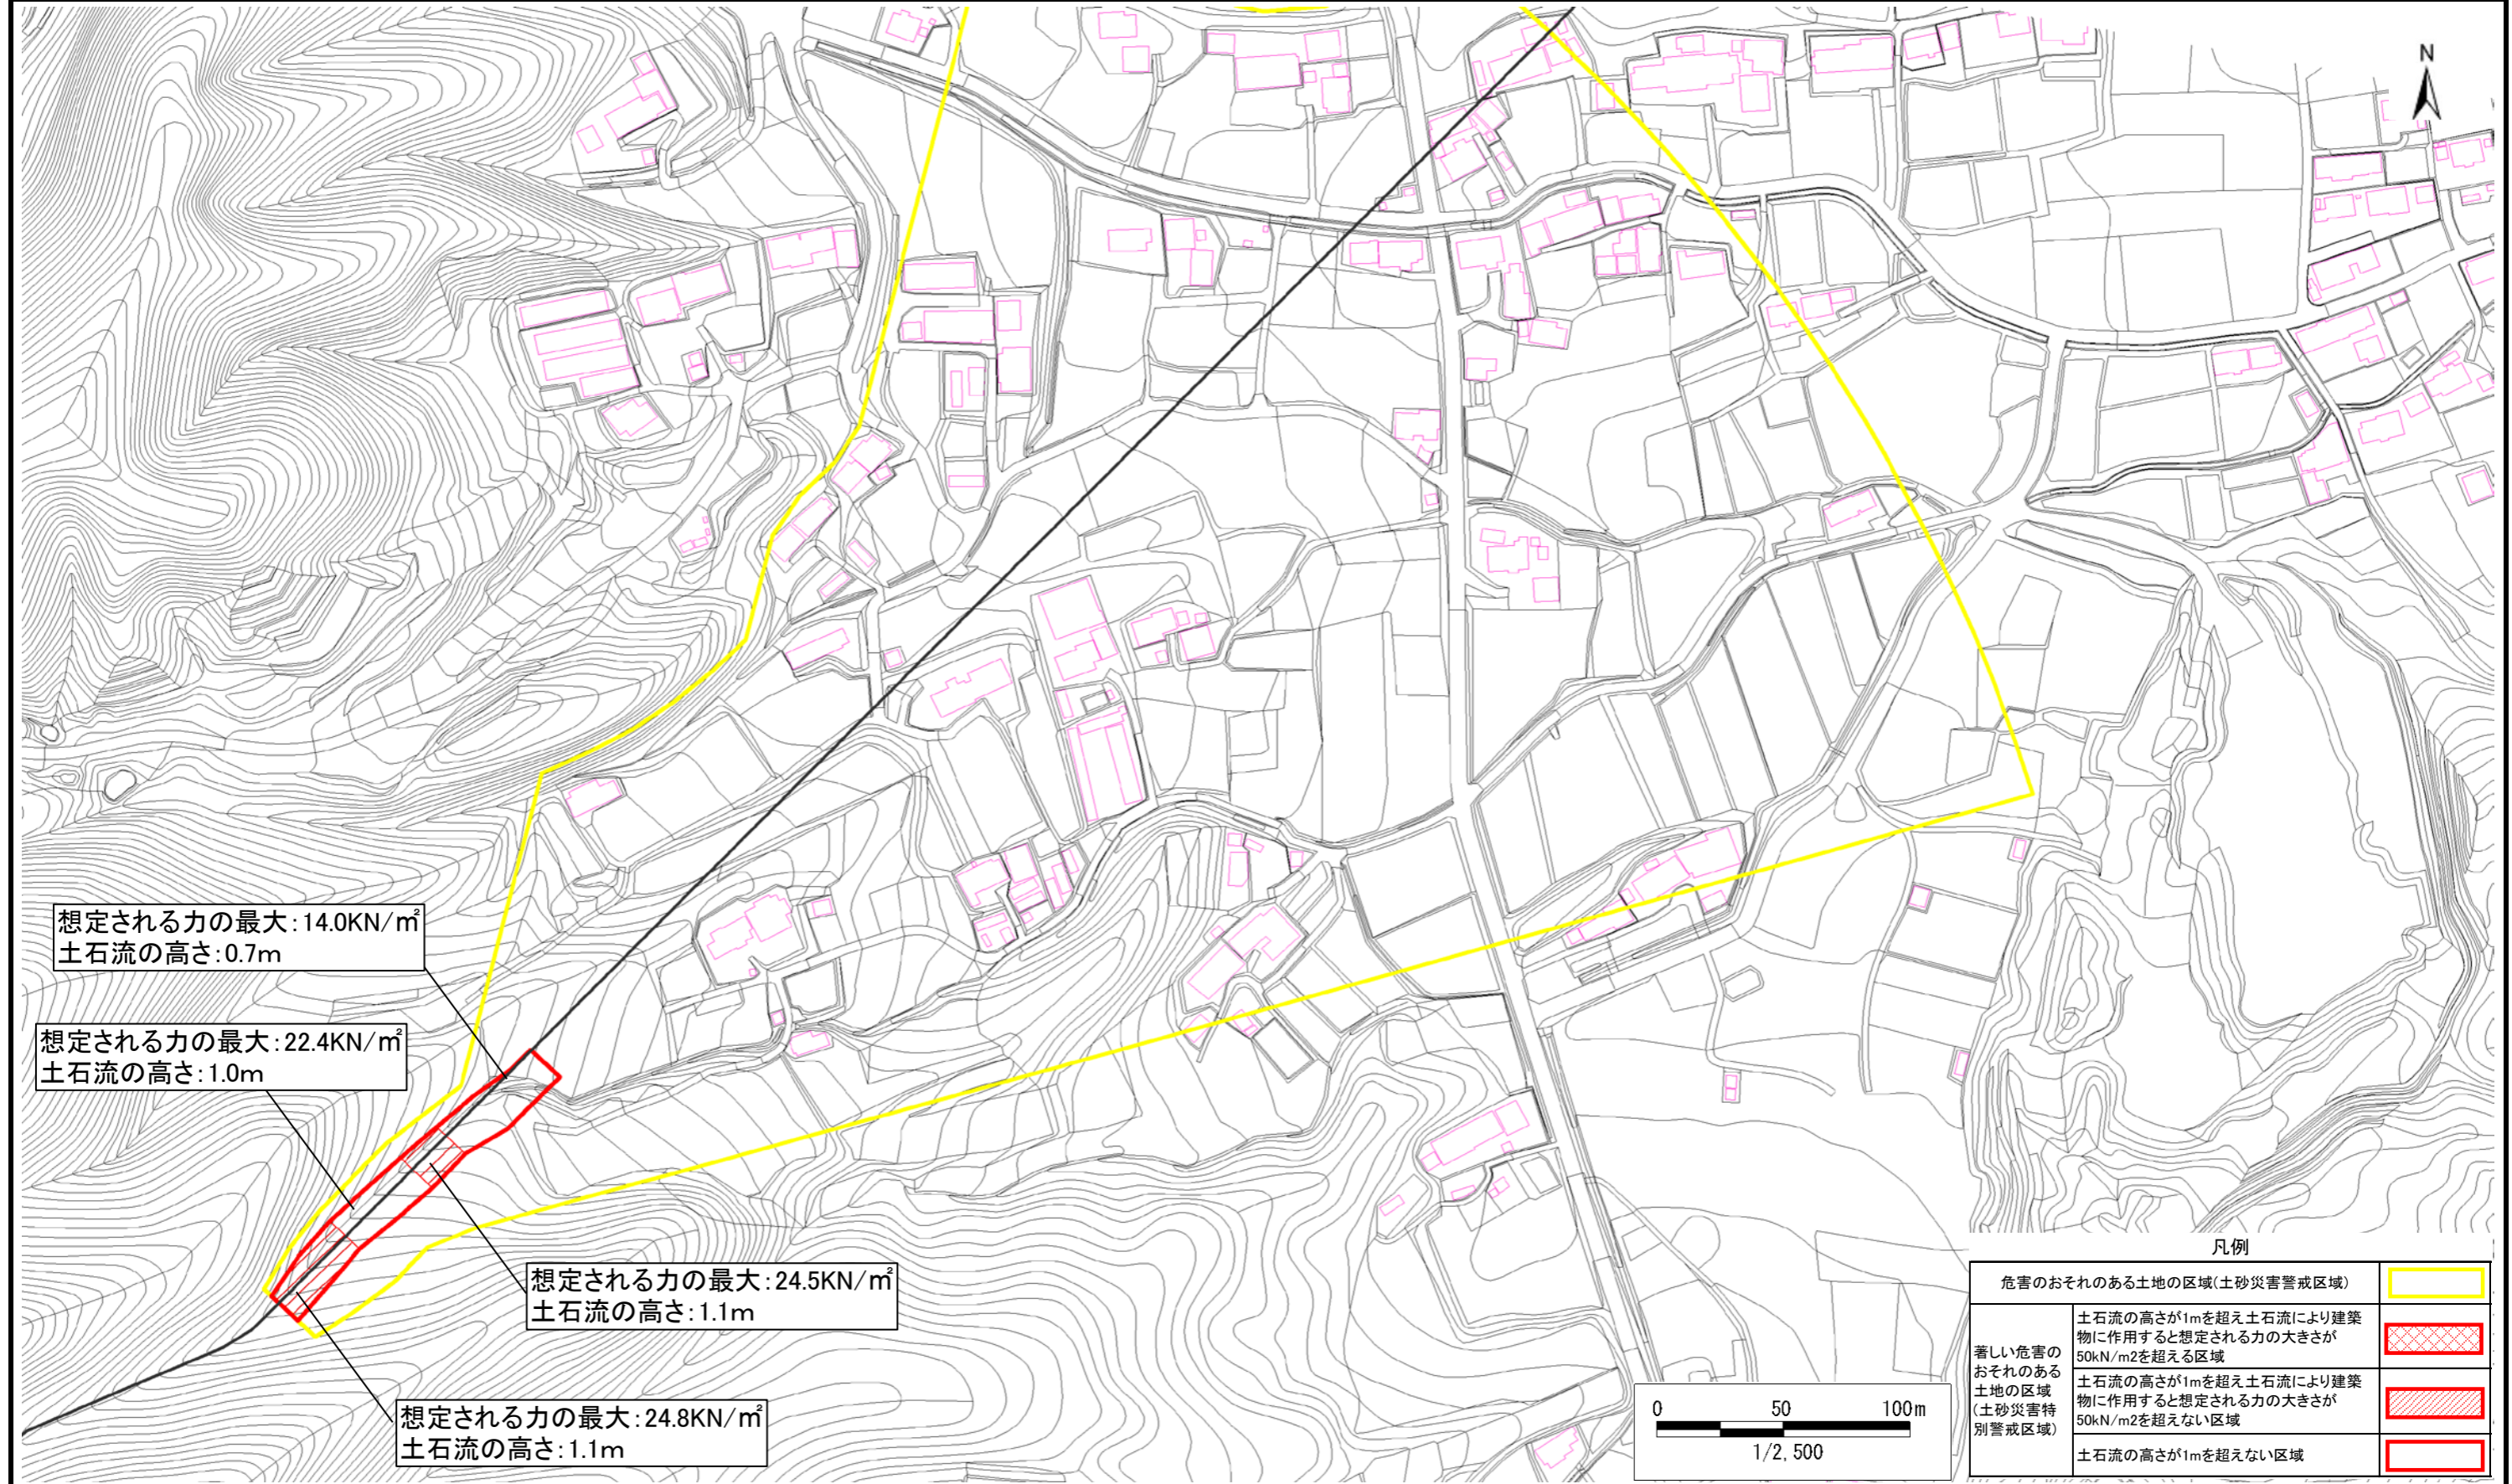 N
想定される力の最大:14.0KN/㎡
土石流の高さ:0.7m
想定される力の最大:22.4KN/㎡
土石流の高さ:1.0m
想定される力の最大:24.5KN/㎡
土石流の高さ:1.1m
想定される力の最大:24.8KN/㎡
土石流の高さ:1.1m
0 50 100m
1/2,500
凡例
危害のおそれのある土地の区域(土砂災害警戒区域)
著しい危害の
おそれのある
土地の区域
(土砂災害特
別警戒区域)
土石流の高さが1mを超え土石流により建築
物に作用すると想定される力の大きさが
50kN/m2を超える区域
土石流の高さが1mを超え土石流により建築
物に作用すると想定される力の大きさが
50kN/m2を超えない区域
土石流の高さが1mを超えない区域